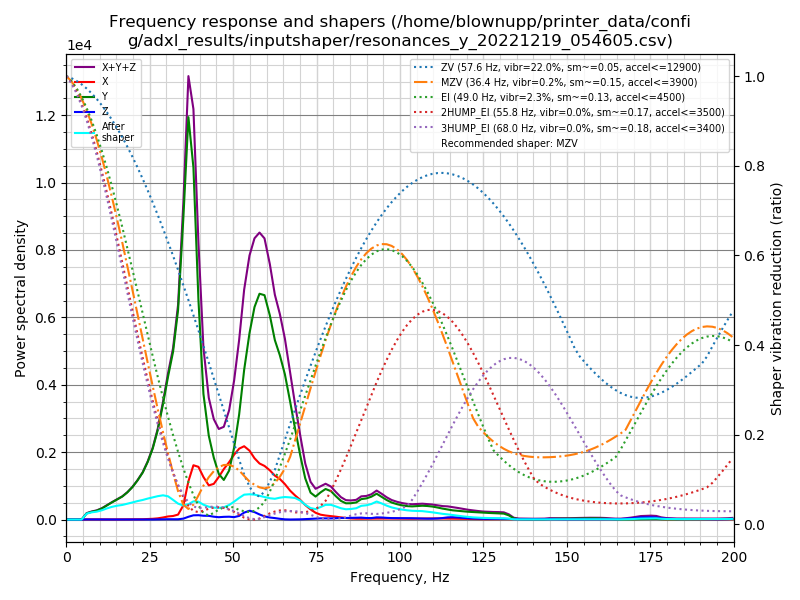 Frequency response and shapers (/home/blownupp/printer_data/confi
g/adxl_results/inputshaper/resonances_y_20221219_054605.csv)
1e4
X+Y+Z
X
Y
Z
After
shaper
ZV (57.6 Hz, vibr=22.0%, sm~=0.05, accel<=12900)
MZV (36.4 Hz, vibr=0.2%, sm~=0.15, accel<=3900)
EI (49.0 Hz, vibr=2.3%, sm~=0.13, accel<=4500)
2HUMP_EI (55.8 Hz, vibr=0.0%, sm~=0.17, accel<=3500)
3HUMP_EI (68.0 Hz, vibr=0.0%, sm~=0.18, accel<=3400)
Recommended shaper: MZV
1.2
1.0
0.8
0.6
0.4
0.2
0.0
Power spectral density
1.0
0.8
0.6
0.4
0.2
0.0
Shaper vibration reduction (ratio)
0 25 50 75 100 125 150 175 200
Frequency, Hz